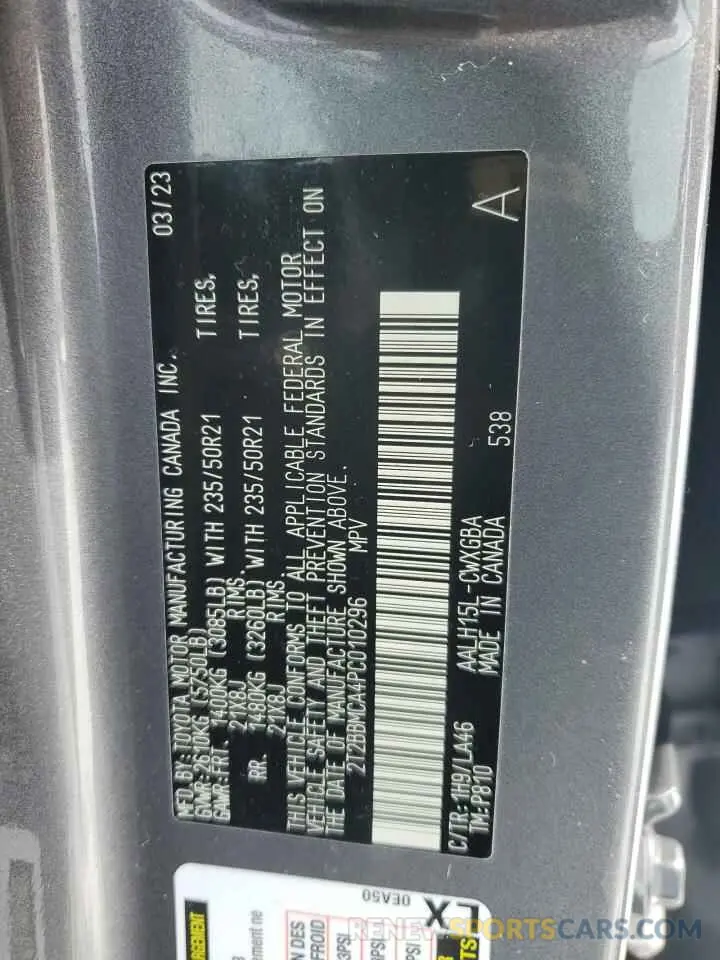 MFD. BY: TOYOTA MOTOR MANUFACTURING CANADA INC. 03/23
GVWR-2610KG (5750LB)
GAWR-FRT. 1400KG (3085LB) WITH 235/50R21 TIRES,
21X8J RIMS.
RR. 1480KG (3260LB) WITH 235/50R21 TIRES,
21X8J RIMS.
THIS VEHICLE CONFORMS TO ALL APPLICABLE FEDERAL MOTOR
VEHICLE SAFETY AND THEFT PREVENTION STANDARDS IN EFFECT ON
THE DATE OF MANUFACTURE SHOWN ABOVE.
2T2BBMCA4PC010296 MPV
A
C/TR:1H9/LA46 AALH15L-CWXGBA
TM:P810 MADE IN CANADA 538
0EA50
X
RENEWSPORTSCARS.COM